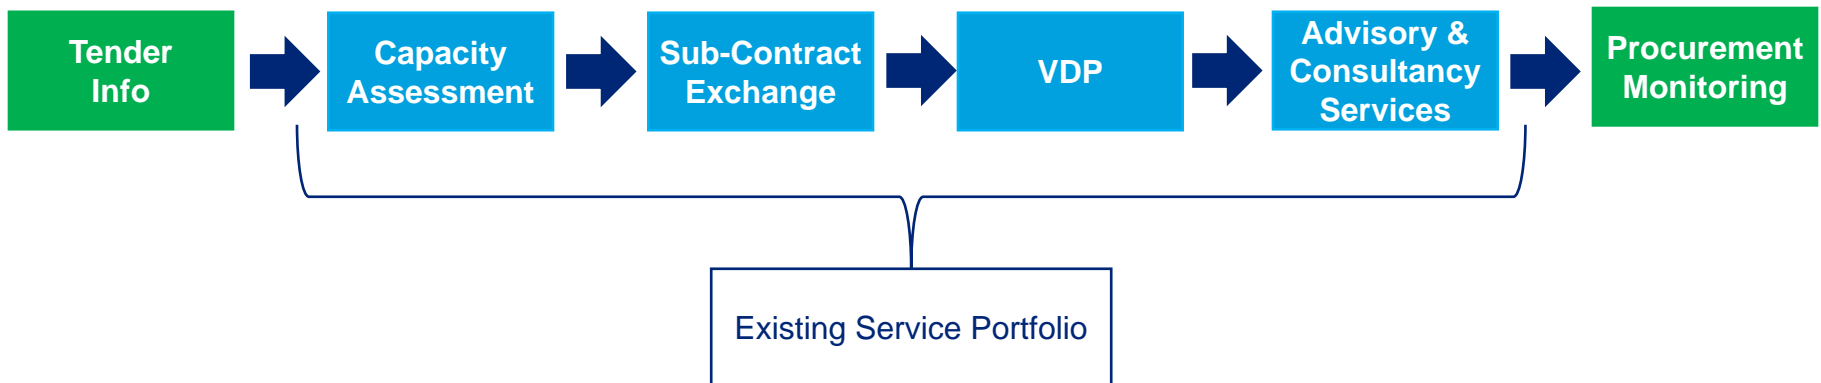 Tender
Info
Capacity
Assessment
Sub-Contract
Exchange
VDP
Advisory &
Consultancy
Services
Procurement
Monitoring
Existing Service Portfolio